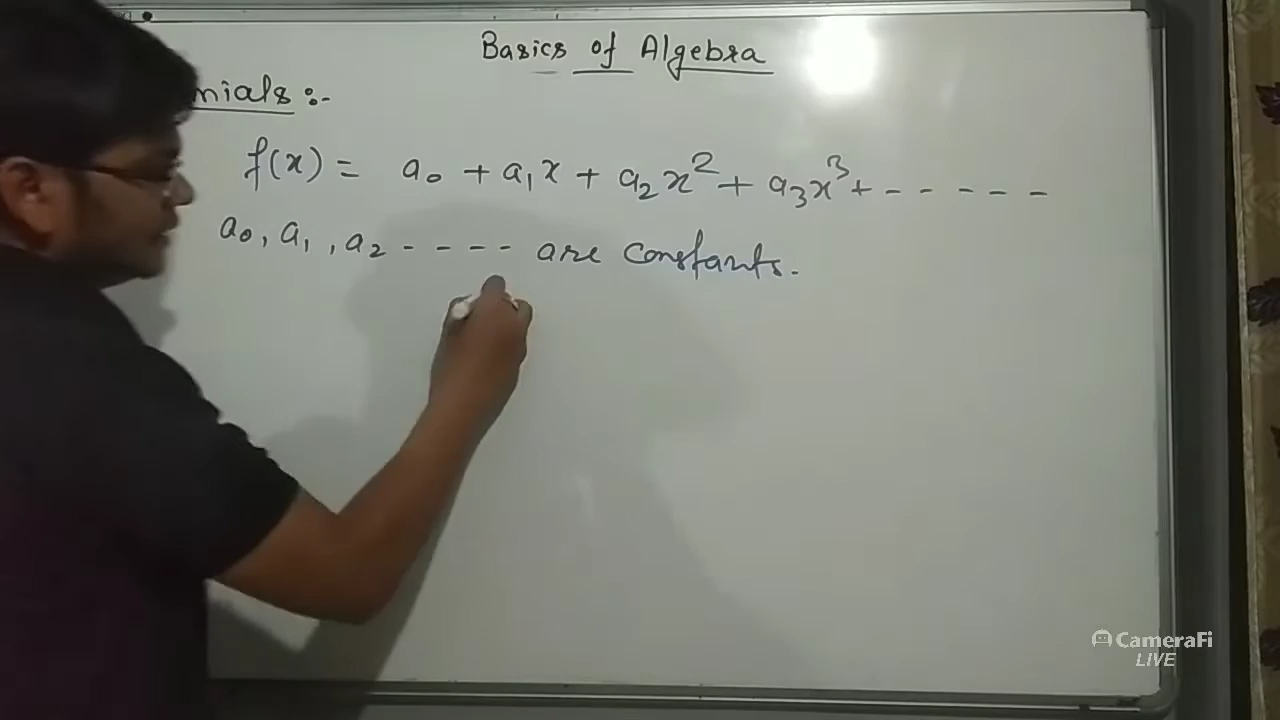 Basics of Algebra
nials :-
f(x) = a₀ + a₁x + a₂x² + a₃x³ + - - - - -
a₀, a₁, a₂ - - - - are constants.
CameraFi
LIVE